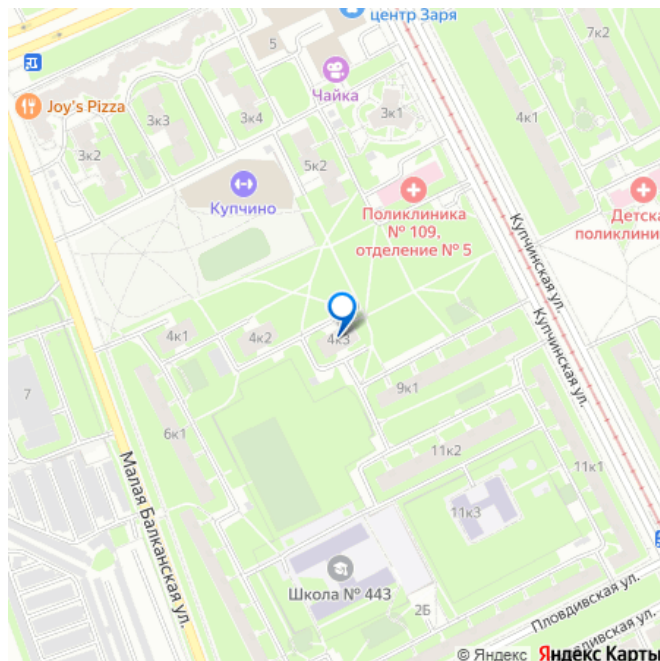 центр Заря
5
7к2
Чайка
Joy's Pizza
3к3
3к4
3к1
4к1
3к2
5к2
Купчино
Поликлиника
№ 109,
отделение № 5
Детска
поликлини
Купчинская ул.
Купчинская ул.
4к1
4к2
4к3
7
9к1
6к1
11к2
11к1
Малая Балканская ул.
11к3
Школа № 443
2Б
Пловдивская ул.
дивская ул.
© Яндекс
Яндекс Карты